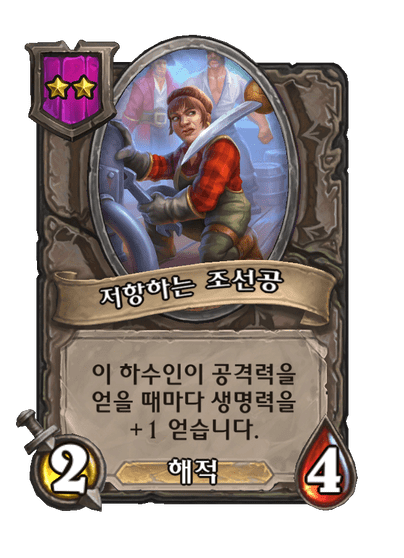 저항하는 조선공
이 하수인이 공격력을
얻을 때마다 생명력을
+1 얻습니다.
2
해적
4